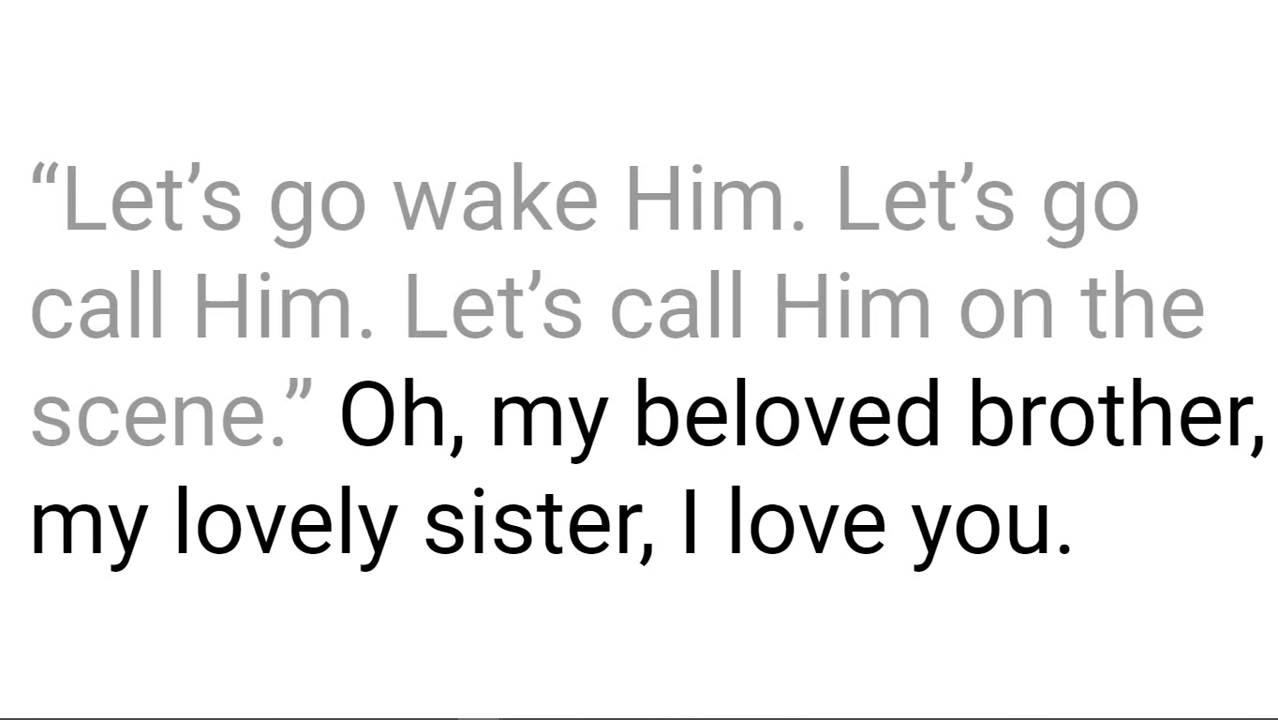 “Let’s go wake Him. Let’s go
call Him. Let’s call Him on the
scene.” Oh, my beloved brother,
my lovely sister, I love you.